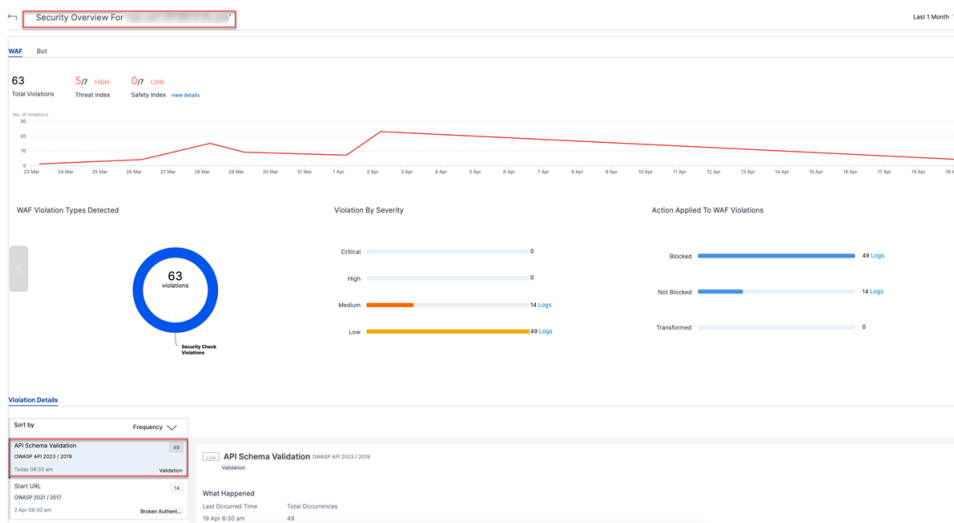 Security Overview For
Last 1 Month
WAF Bot
63 5/7 HIGH 0/7 LOW
Total Violations Threat Index Safety Index view details
No. of violations
30
20
10
0
23 Mar 24 Mar 25 Mar 26 Mar 27 Mar 28 Mar 29 Mar 30 Mar 31 Mar 1 Apr 2 Apr 3 Apr 4 Apr 5 Apr 6 Apr 7 Apr 8 Apr 9 Apr 10 Apr 11 Apr 12 Apr 13 Apr 14 Apr 15 Apr 16 Apr 17 Apr 18 Apr
WAF Violation Types Detected
63
violations
Security Check
Violations
Violation By Severity
Critical 0
High 0
Medium 14 Logs
Low 49 Logs
Action Applied To WAF Violations
Blocked 49 Logs
Not Blocked 14 Logs
Transformed 0
Violation Details
Sort by Frequency
API Schema Validation 49
OWASP API 2023 / 2019
Today 06:30 am Validation
Start URL 14
OWASP 2021 / 2017
2 Apr 06:30 am Broken Authent...
Low API Schema Validation OWASP API 2023 / 2019
Validation
What Happened
Last Occurred Time Total Occurrences
19 Apr 6:30 am 49